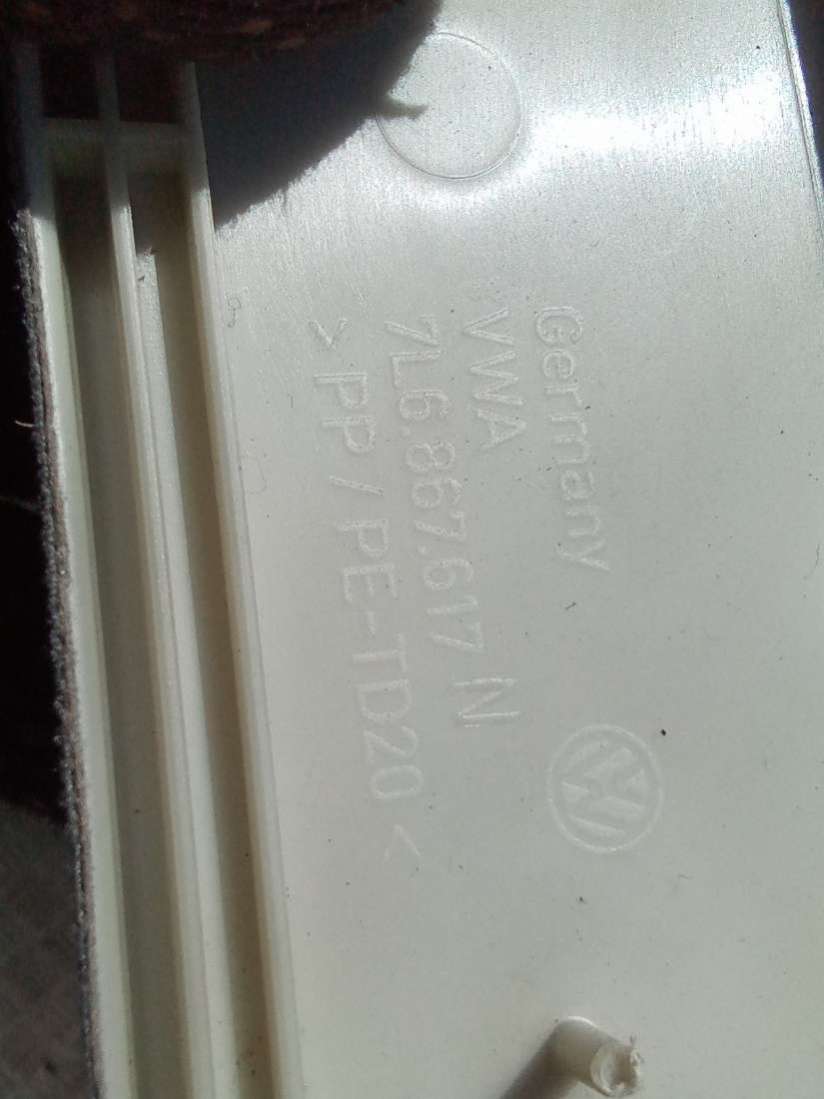 Germany
VWA
7L6.867.617 N
> PP / PE-TD20 <